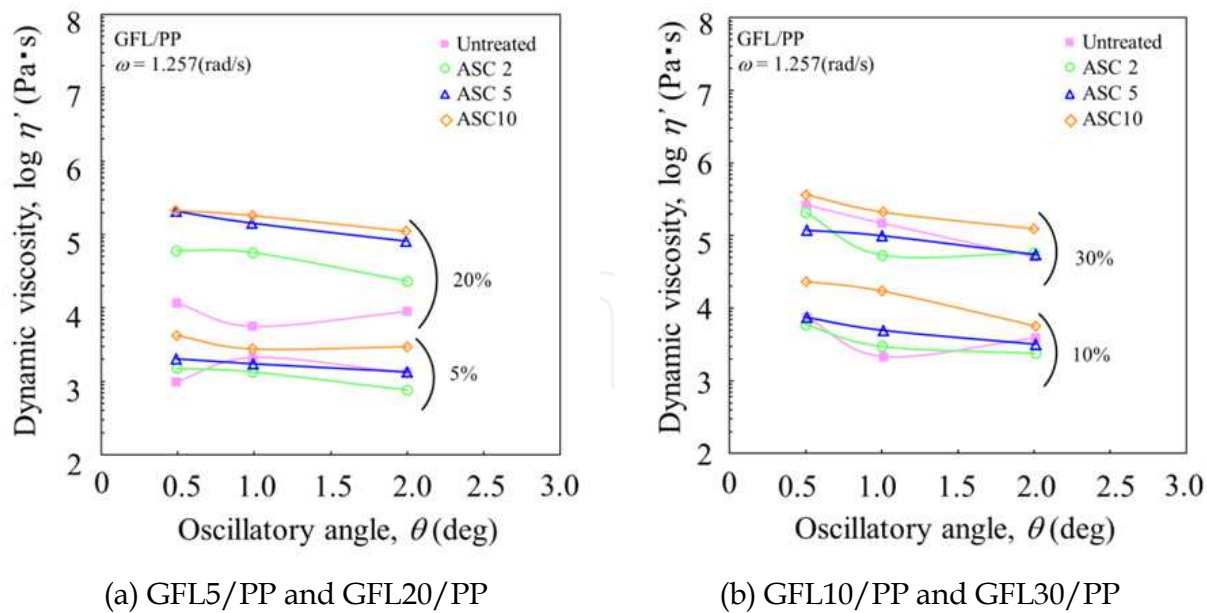 Dynamic viscosity, log η' (Pa・s)
8
7
6
5
4
3
2
GFL/PP
ω = 1.257(rad/s)
Untreated
ASC 2
ASC 5
ASC10
20%
5%
0 0.5 1.0 1.5 2.0 2.5 3.0
Oscillatory angle, θ (deg)
(a) GFL5/PP and GFL20/PP
Dynamic viscosity, log η' (Pa・s)
8
7
6
5
4
3
2
GFL/PP
ω = 1.257(rad/s)
Untreated
ASC 2
ASC 5
ASC10
30%
10%
0 0.5 1.0 1.5 2.0 2.5 3.0
Oscillatory angle, θ (deg)
(b) GFL10/PP and GFL30/PP